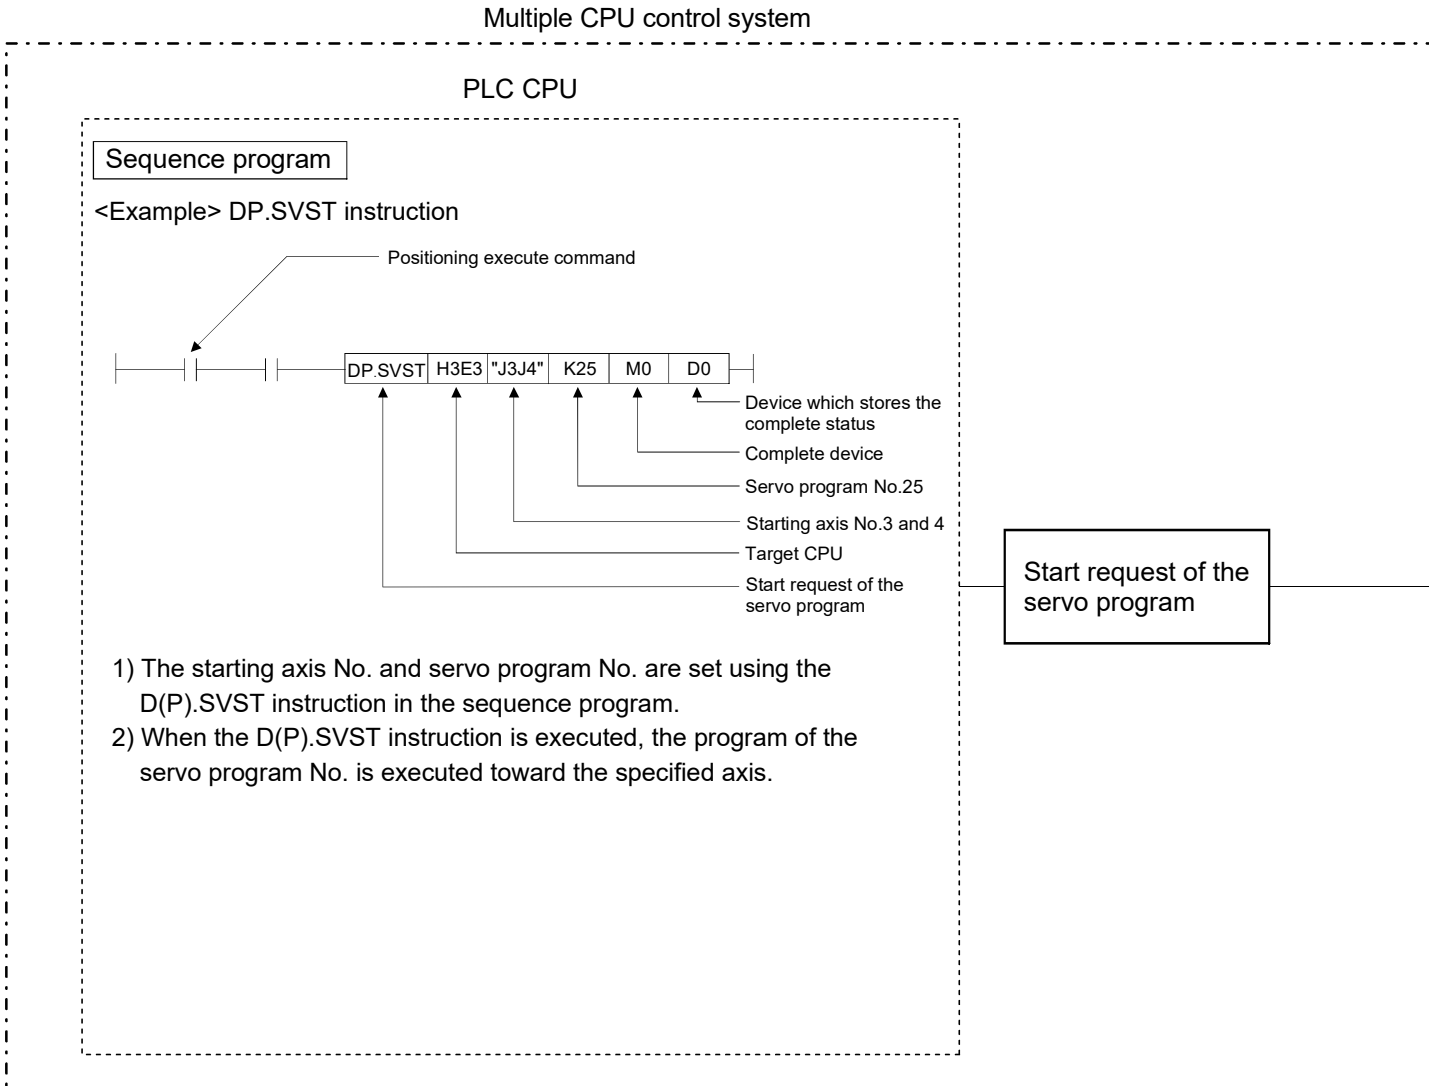 Multiple CPU control system
PLC CPU
Sequence program
<Example> DP.SVST instruction
Positioning execute command
DP.SVST H3E3 "J3J4" K25 M0 D0
Device which stores the
complete status
Complete device
Servo program No.25
Starting axis No.3 and 4
Target CPU
Start request of the
servo program
Start request of the
servo program
1) The starting axis No. and servo program No. are set using the
D(P).SVST instruction in the sequence program.
2) When the D(P).SVST instruction is executed, the program of the
servo program No. is executed toward the specified axis.